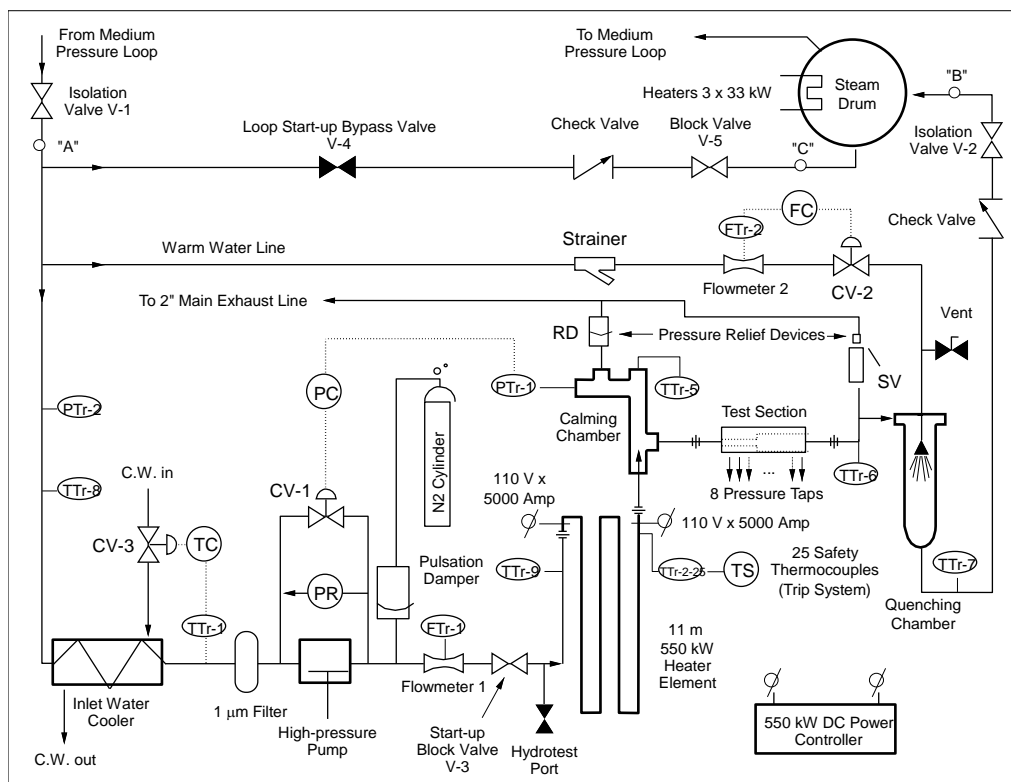 From Medium
Pressure Loop
Isolation
Valve V-1
"A"
To Medium
Pressure Loop
Heaters 3 x 33 kW
Steam
Drum
"B"
Isolation
Valve V-2
Loop Start-up Bypass Valve
V-4
Check Valve
Block Valve
V-5
"C"
Check Valve
FC
FTr-2
Warm Water Line
Strainer
Flowmeter 2
CV-2
To 2" Main Exhaust Line
RD
Pressure Relief Devices
Vent
SV
PC
PTr-1
TTr-5
Calming
Chamber
Test Section
8 Pressure Taps
TTr-6
PTr-2
TTr-8
C.W. in
CV-3
TC
TTr-1
CV-1
PR
N2 Cylinder
Pulsation
Damper
110 V x
5000 Amp
110 V x 5000 Amp
TTr-9
TTr-2-25
TS
25 Safety
Thermocouples
(Trip System)
TTr-7
Quenching
Chamber
FTr-1
Flowmeter 1
11 m
550 kW
Heater
Element
Inlet Water
Cooler
C.W. out
1 µm Filter
High-pressure
Pump
Start-up
Block Valve
V-3
Hydrotest
Port
550 kW DC Power
Controller